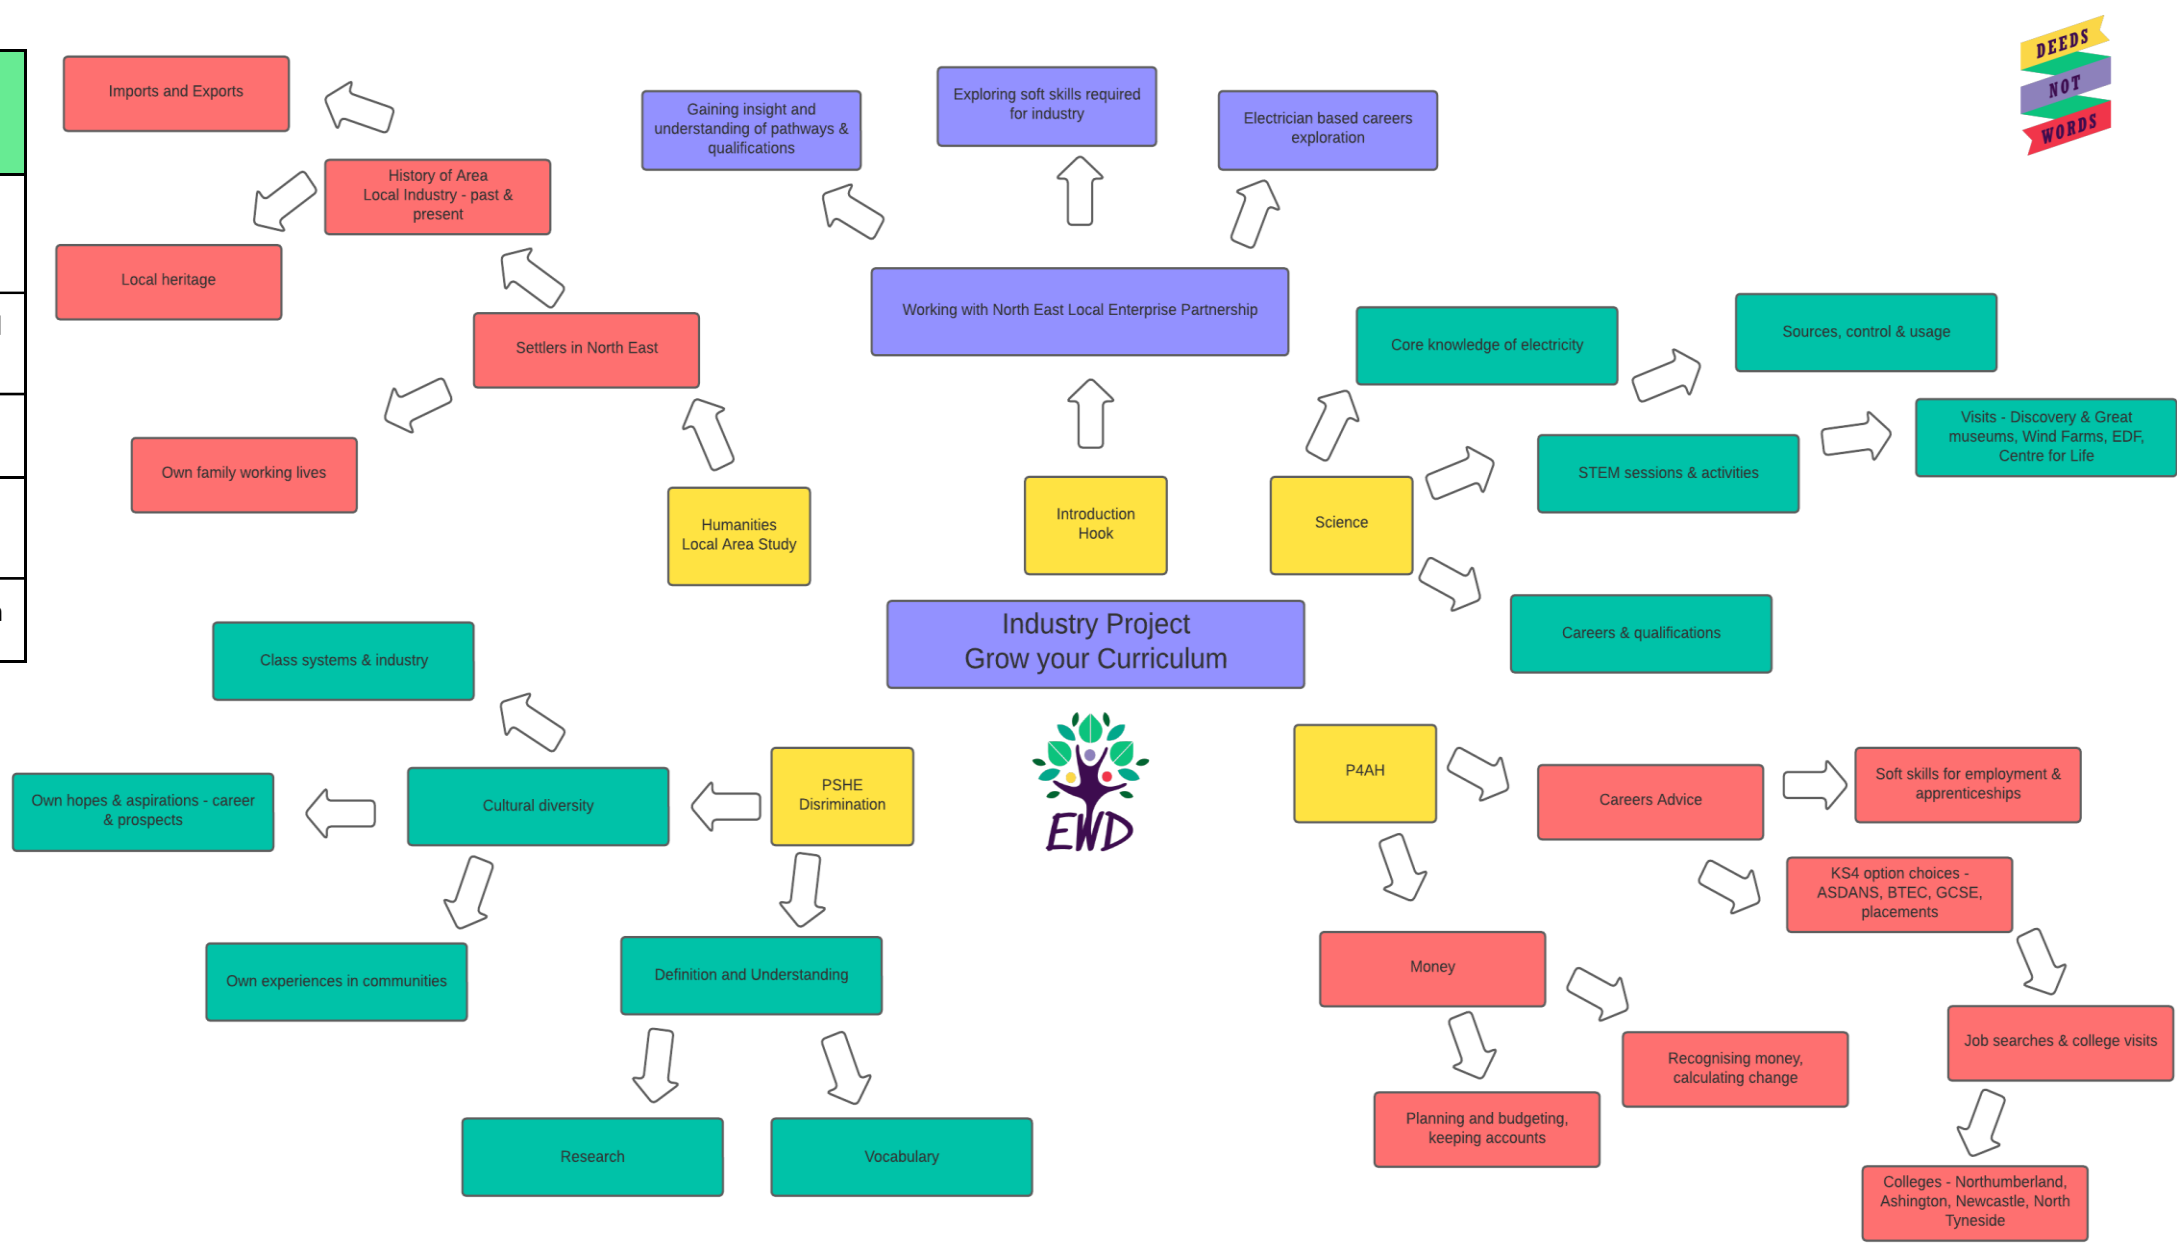 DEEDS
NOT
WORDS
Imports and Exports
History of Area
Local Industry - past &
present
Local heritage
Settlers in North East
Own family working lives
Humanities
Local Area Study
Gaining insight and
understanding of pathways &
qualifications
Exploring soft skills required
for industry
Electrician based careers
exploration
Working with North East Local Enterprise Partnership
Introduction
Hook
Science
Core knowledge of electricity
Sources, control & usage
STEM sessions & activities
Visits - Discovery & Great
museums, Wind Farms, EDF,
Centre for Life
Careers & qualifications
Industry Project
Grow your Curriculum
EWD
Class systems & industry
Own hopes & aspirations - career
& prospects
Cultural diversity
PSHE
Disrimination
Own experiences in communities
Definition and Understanding
Research
Vocabulary
P4AH
Careers Advice
Soft skills for employment &
apprenticeships
KS4 option choices -
ASDANS, BTEC, GCSE,
placements
Money
Recognising money,
calculating change
Planning and budgeting,
keeping accounts
Job searches & college visits
Colleges - Northumberland,
Ashington, Newcastle, North
Tyneside